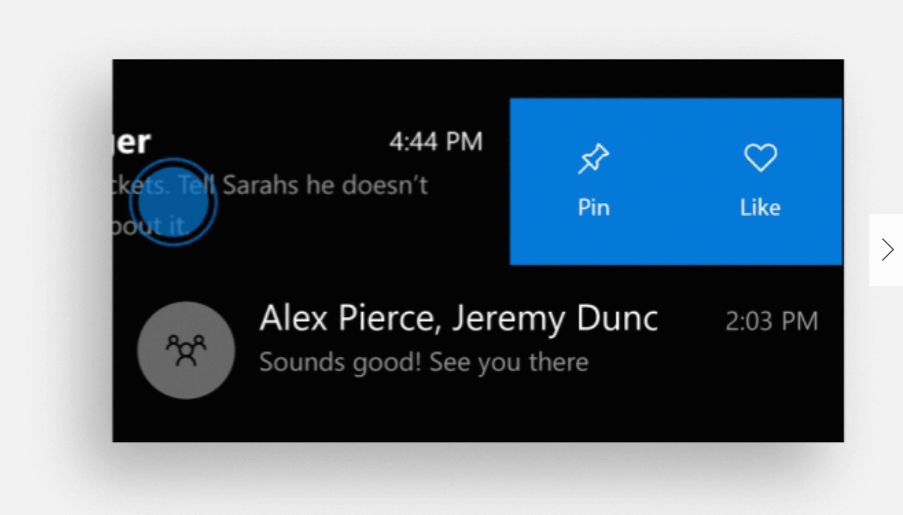 ger 4:44 PM
ckets. Tell Sarahs he doesn't
bout it.
Pin
Like
Alex Pierce, Jeremy Dunc 2:03 PM
Sounds good! See you there